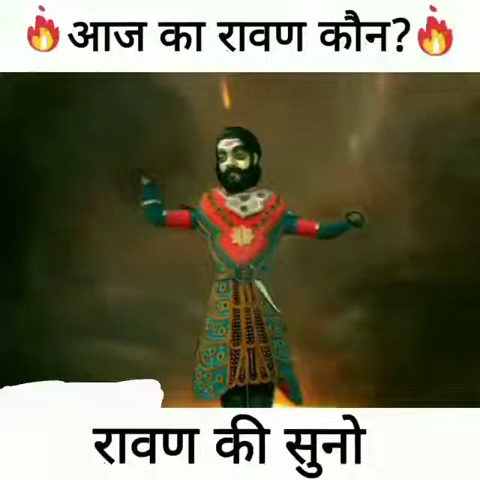 🔥आज का रावण कौन?🔥
रावण की सुनो